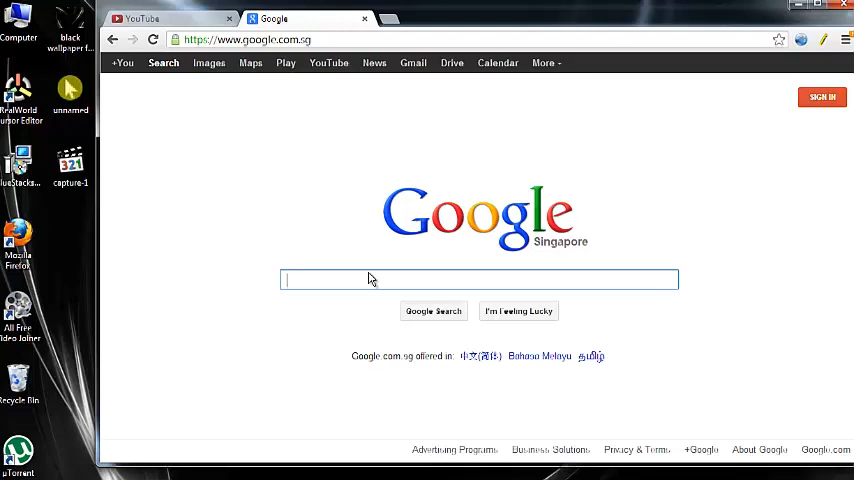 Computer
black
wallpaper f...
RealWorld
Cursor Editor
unnamed
BlueStacks...
321
capture-1
Mozilla
Firefox
All Free
Video Joiner
Recycle Bin
µTorrent
YouTube
Google
https://www.google.com.sg
+You Search Images Maps Play YouTube News Gmail Drive Calendar More
SIGN IN
Google
Singapore
Google Search I'm Feeling Lucky
Google.com.sg offered in: 中文(简体) Bahasa Melayu தமிழ்
Advertising Programs Business Solutions Privacy & Terms +Google About Google Google.com